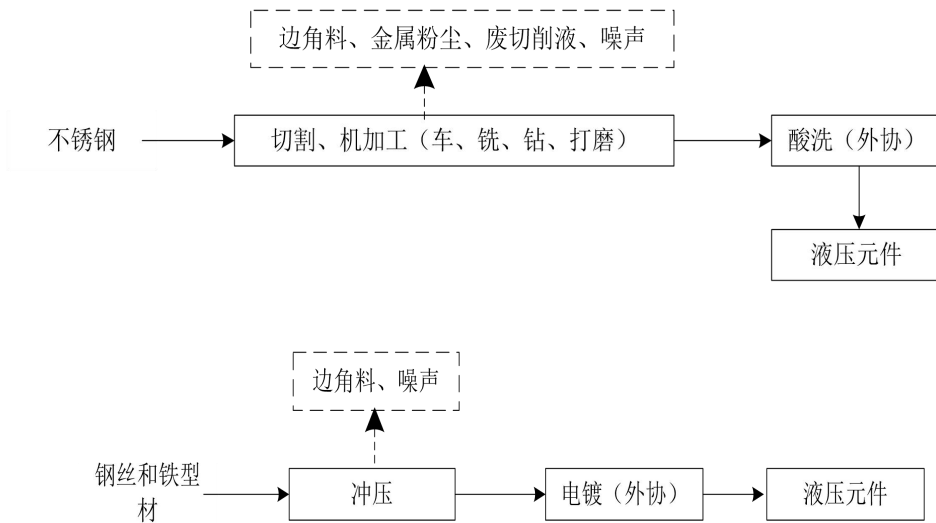 边角料、金属粉尘、废切削液、噪声
不锈钢
切割、机加工（车、铣、钻、打磨）
酸洗（外协）
液压元件
边角料、噪声
钢丝和铁型
材
冲压
电镀（外协）
液压元件